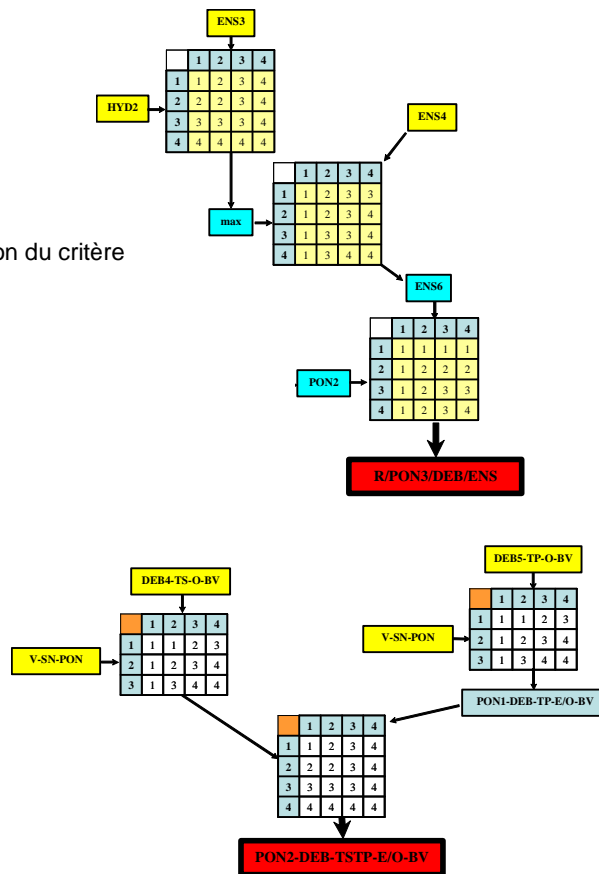 ENS3
1 2 3 4
1 1 2 3 4
HYD2
2 2 2 3 4
3 3 3 3 4
4 4 4 4 4
ENS4
1 2 3 4
1 1 2 3 3
max
2 1 2 3 4
3 1 3 3 4
4 1 3 4 4
on du critère
ENS6
1 2 3 4
1 1 1 1 1
2 1 2 2 2
PON2
3 1 2 3 3
4 1 2 3 4
R/PON3/DEB/ENS
DEB4-TS-O-BV
1 2 3 4
1 1 1 2 3
V-SN-PON
2 1 2 3 4
3 1 3 4 4
DEB5-TP-O-BV
1 2 3 4
1 1 1 2 3
V-SN-PON
2 1 2 3 4
3 1 3 4 4
PON1-DEB-TP-E/O-BV
1 2 3 4
1 1 2 3 4
2 2 2 3 4
3 3 3 3 4
4 4 4 4 4
PON2-DEB-TSTP-E/O-BV